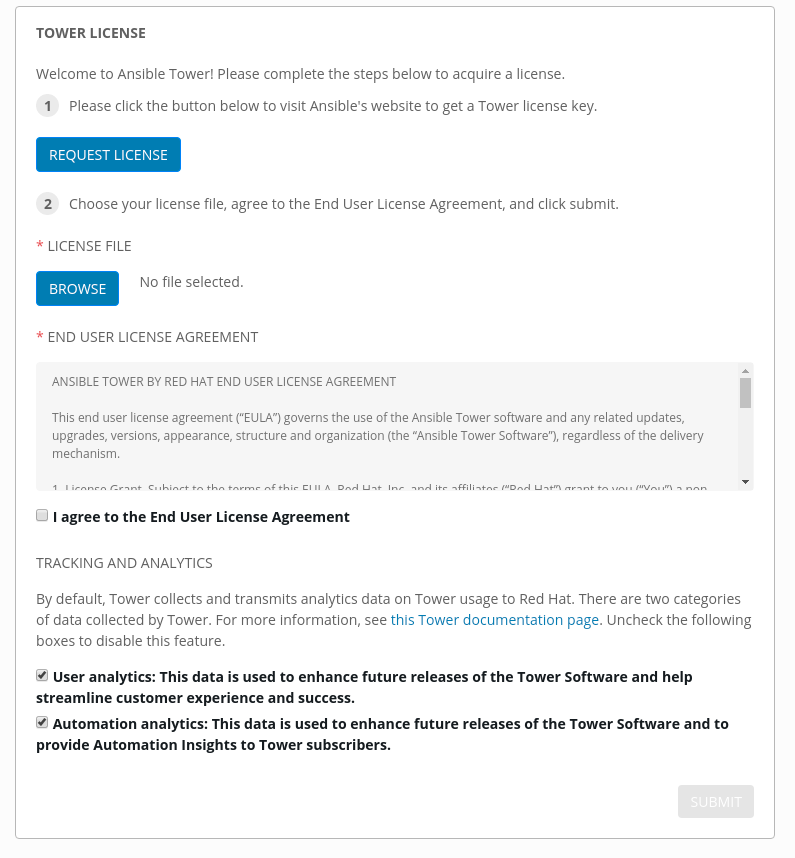 TOWER LICENSE
Welcome to Ansible Tower! Please complete the steps below to acquire a license.
1 Please click the button below to visit Ansible's website to get a Tower license key.
REQUEST LICENSE
2 Choose your license file, agree to the End User License Agreement, and click submit.
* LICENSE FILE
BROWSE No file selected.
* END USER LICENSE AGREEMENT
ANSIBLE TOWER BY RED HAT END USER LICENSE AGREEMENT
This end user license agreement (“EULA”) governs the use of the Ansible Tower software and any related updates,
upgrades, versions, appearance, structure and organization (the “Ansible Tower Software”), regardless of the delivery
mechanism.
1. License Grant. Subject to the terms of this EULA, Red Hat, Inc. and its affiliates (“Red Hat”) grant to you (“You”) a non-
I agree to the End User License Agreement
TRACKING AND ANALYTICS
By default, Tower collects and transmits analytics data on Tower usage to Red Hat. There are two categories
of data collected by Tower. For more information, see this Tower documentation page. Uncheck the following
boxes to disable this feature.
User analytics: This data is used to enhance future releases of the Tower Software and help
streamline customer experience and success.
Automation analytics: This data is used to enhance future releases of the Tower Software and to
provide Automation Insights to Tower subscribers.
SUBMIT